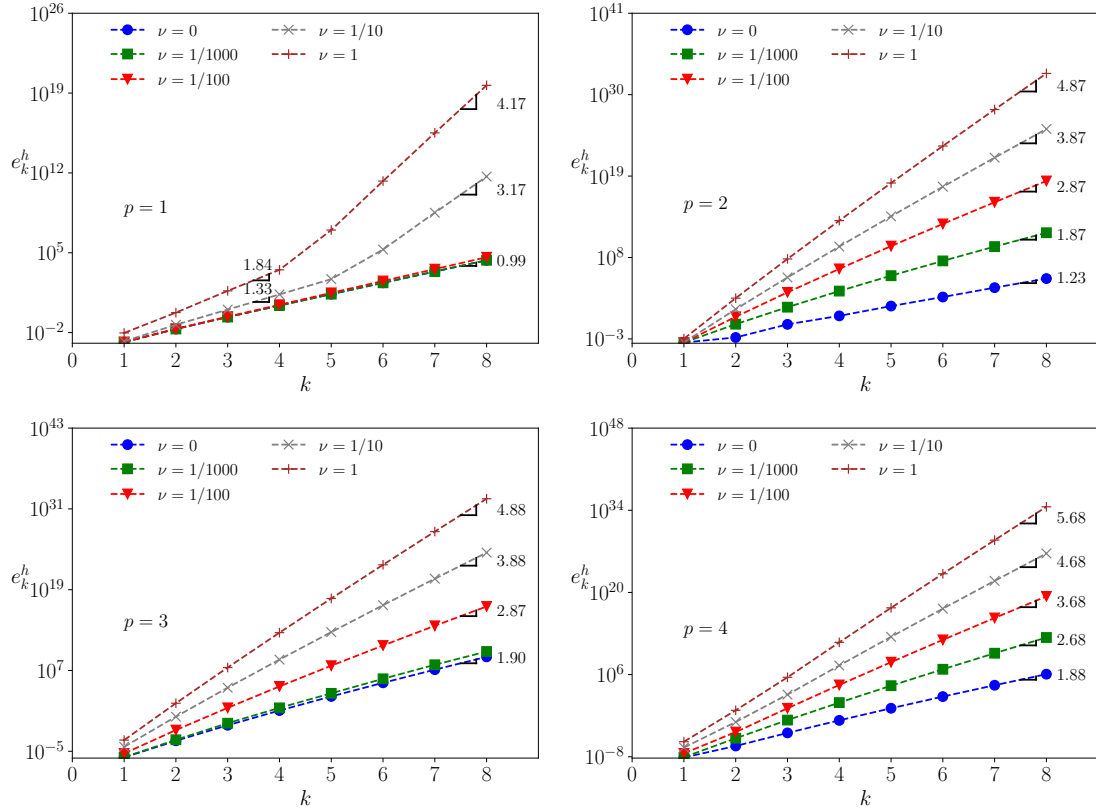 10^26
ν = 0
ν = 1/1000
ν = 1/100
ν = 1/10
ν = 1
10^19
4.17
e_k^h
10^12
3.17
p = 1
10^5
1.84
1.33
0.99
10^−2
0 1 2 3 4 5 6 7 8
k
10^41
ν = 0
ν = 1/1000
ν = 1/100
ν = 1/10
ν = 1
10^30
4.87
3.87
e_k^h
10^19
2.87
p = 2
1.87
10^8
1.23
10^−3
0 1 2 3 4 5 6 7 8
k
10^43
ν = 0
ν = 1/1000
ν = 1/100
ν = 1/10
ν = 1
10^31
4.88
3.88
e_k^h
10^19
2.87
p = 3
10^7
1.90
10^−5
0 1 2 3 4 5 6 7 8
k
10^48
ν = 0
ν = 1/1000
ν = 1/100
ν = 1/10
ν = 1
10^34
5.68
4.68
e_k^h
10^20
3.68
p = 4
2.68
10^6
1.88
10^−8
0 1 2 3 4 5 6 7 8
k